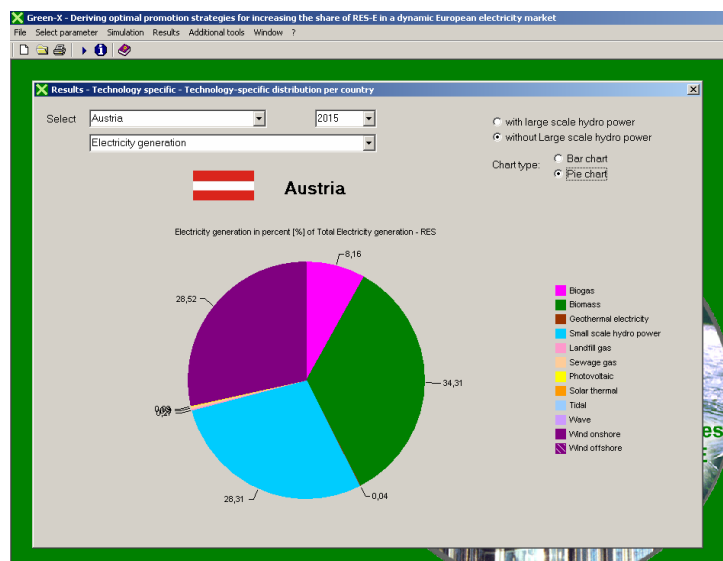 Green-X - Deriving optimal promotion strategies for increasing the share of RES-E in a dynamic European electricity market
File Select parameter Simulation Results Additional tools Window ?
Results - Technology specific - Technology-specific distribution per country
Select Austria 2015
Electricity generation
with large scale hydro power
without Large scale hydro power
Chart type: Bar chart
Pie chart
Austria
Electricity generation in percent [%] of Total Electricity generation - RES
8,16
28,52
34,31
0,04
28,31
Biogas
Biomass
Geothermal electricity
Small scale hydro power
Landfill gas
Sewage gas
Photovoltaic
Solar thermal
Tidal
Wave
Wind onshore
Wind offshore